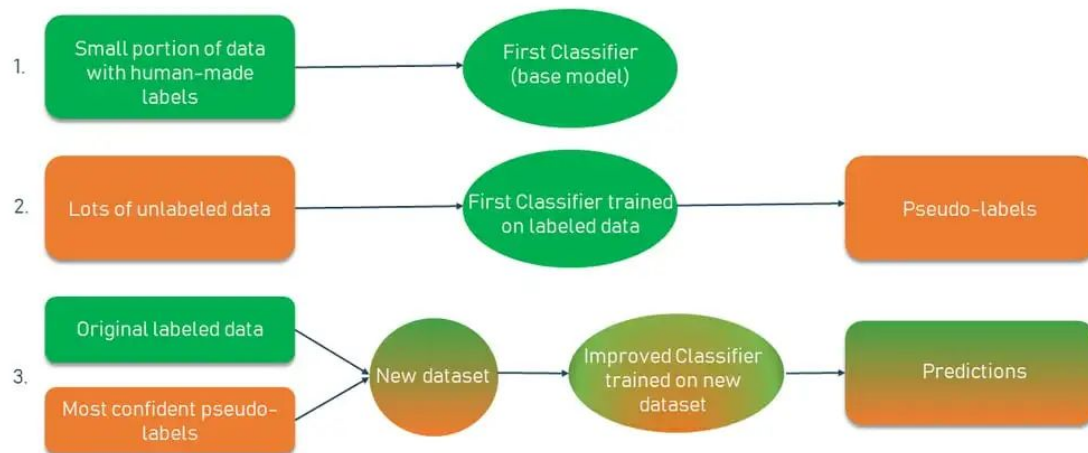 1.
Small portion of data
with human-made
labels
First Classifier
(base model)
2.
Lots of unlabeled data
First Classifier trained
on labeled data
Pseudo-labels
3.
Original labeled data
Most confident pseudo-
labels
New dataset
Improved Classifier
trained on new
dataset
Predictions